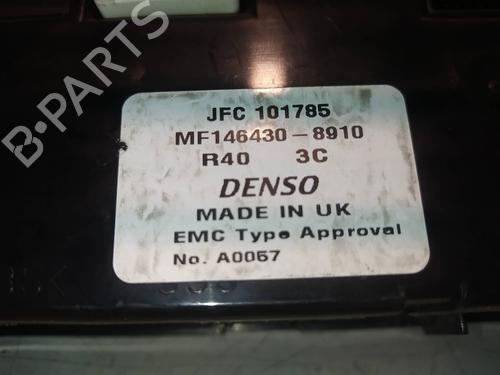 JFC 101785
MF146430-8910
R40 3C
DENSO
MADE IN UK
EMC Type Approval
No. A0057
B-PARTS